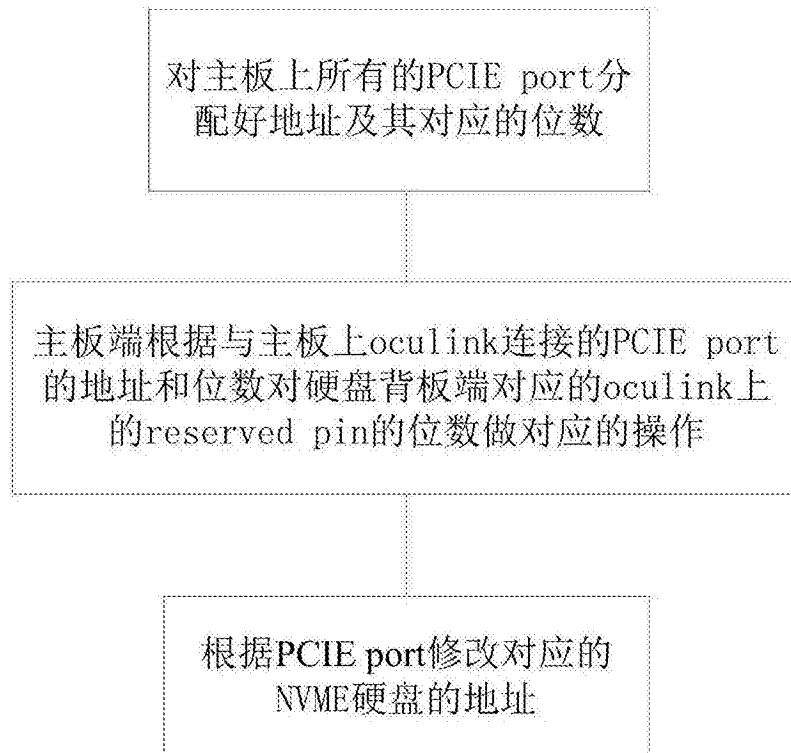 对主板上所有的PCIE port分
配好地址及其对应的位数
主板端根据与主板上oculink连接的PCIE port
的地址和位数对硬盘背板端对应的oculink上
的reserved pin的位数做对应的操作
根据PCIE port修改对应的
NVME硬盘的地址